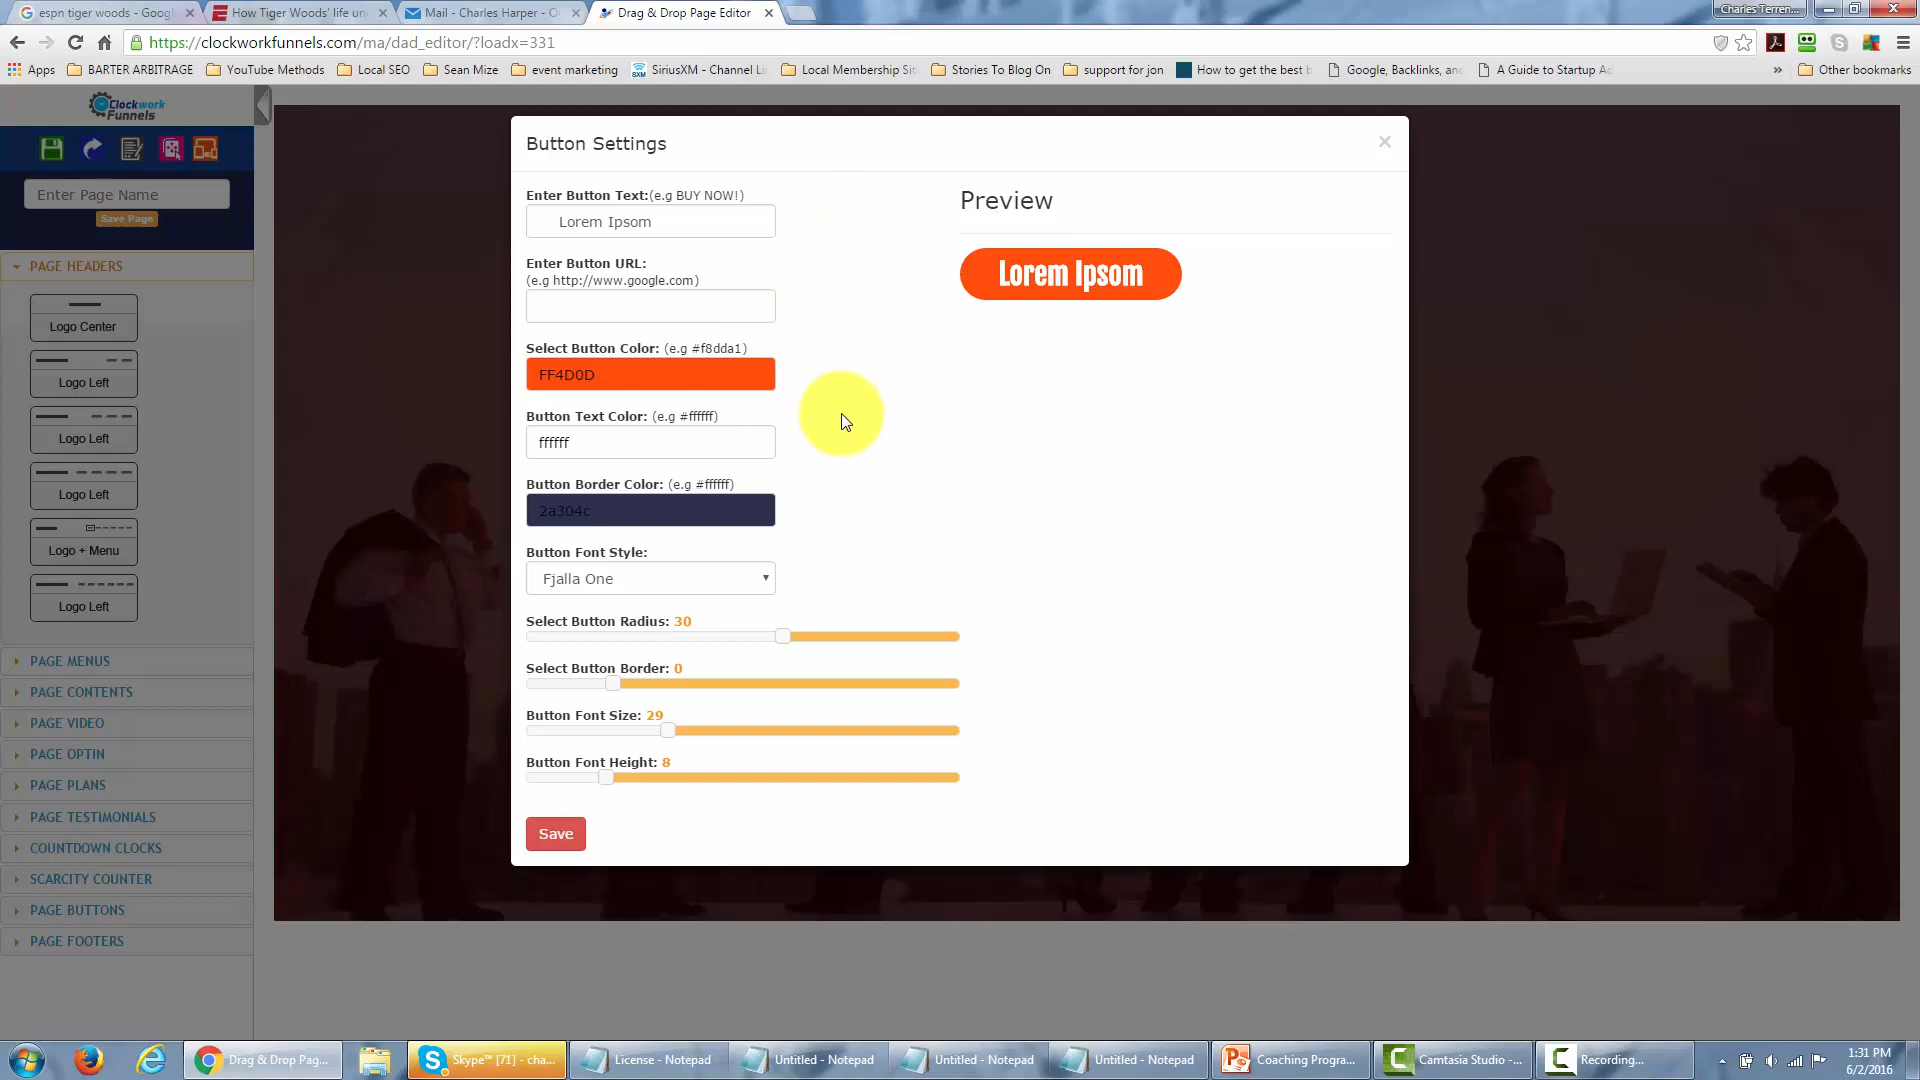 espn tiger woods - Goog
How Tiger Woods' life un
Mail - Charles Harper - O
Drag & Drop Page Editor
Charles Terren...
https://clockworkfunnels.com/ma/dad_editor/?loadx=331
Apps
BARTER ARBITRAGE
YouTube Methods
Local SEO
Sean Mize
event marketing
SiriusXM - Channel Li
Local Membership Sit
Stories To Blog On
support for jon
How to get the best b
Google, Backlinks, and
A Guide to Startup Ac
»
Other bookmarks
Clockwork
Funnels
Enter Page Name
Save Page
PAGE HEADERS
Logo Center
Logo Left
Logo Left
Logo Left
Logo + Menu
Logo Left
PAGE MENUS
PAGE CONTENTS
PAGE VIDEO
PAGE OPTIN
PAGE PLANS
PAGE TESTIMONIALS
COUNTDOWN CLOCKS
SCARCITY COUNTER
PAGE BUTTONS
PAGE FOOTERS
Button Settings
×
Enter Button Text:(e.g BUY NOW!)
Lorem Ipsom
Enter Button URL:
(e.g http://www.google.com)
Select Button Color: (e.g #f8dda1)
FF4D0D
Button Text Color: (e.g #ffffff)
ffffff
Button Border Color: (e.g #ffffff)
2a304c
Button Font Style:
Fjalla One
Select Button Radius: 30
Select Button Border: 0
Button Font Size: 29
Button Font Height: 8
Save
Preview
Lorem Ipsom
Drag & Drop Pag...
Skype™ [71] - cha...
License - Notepad
Untitled - Notepad
Untitled - Notepad
Untitled - Notepad
Coaching Progra...
Camtasia Studio -...
Recording...
1:31 PM
6/2/2016